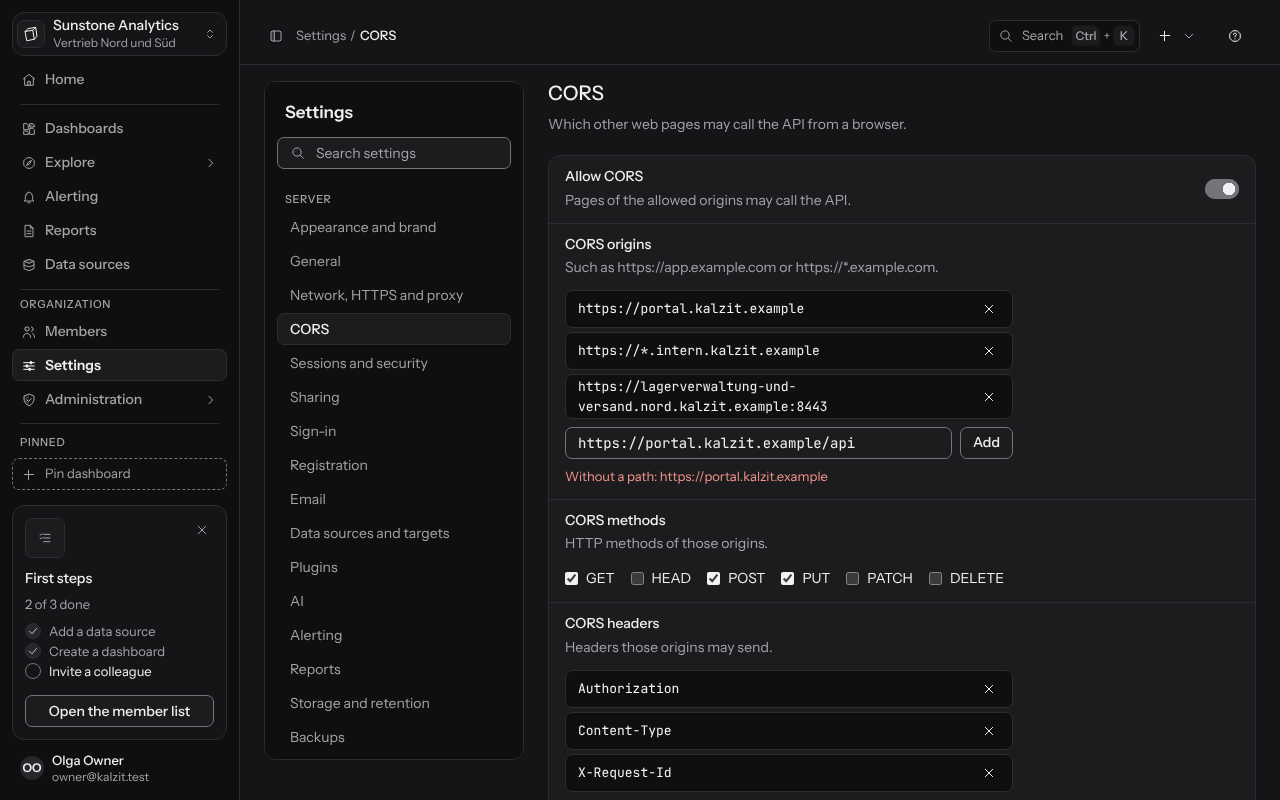 Sunstone Analytics
Vertrieb Nord und Süd
Home
Dashboards
Explore
Alerting
Reports
Data sources
ORGANIZATION
Members
Settings
Administration
PINNED
Pin dashboard
First steps
2 of 3 done
Add a data source
Create a dashboard
Invite a colleague
Open the member list
OO
Olga Owner
owner@kalzit.test
Settings / CORS
Search Ctrl + K
Settings
Search settings
SERVER
Appearance and brand
General
Network, HTTPS and proxy
CORS
Sessions and security
Sharing
Sign-in
Registration
Email
Data sources and targets
Plugins
AI
Alerting
Reports
Storage and retention
Backups
CORS
Which other web pages may call the API from a browser.
Allow CORS
Pages of the allowed origins may call the API.
CORS origins
Such as https://app.example.com or https://*.example.com.
https://portal.kalzit.example
https://*.intern.kalzit.example
https://lagerverwaltung-und-
versand.nord.kalzit.example:8443
https://portal.kalzit.example/api
Add
Without a path: https://portal.kalzit.example
CORS methods
HTTP methods of those origins.
GET HEAD POST PUT PATCH DELETE
CORS headers
Headers those origins may send.
Authorization
Content-Type
X-Request-Id